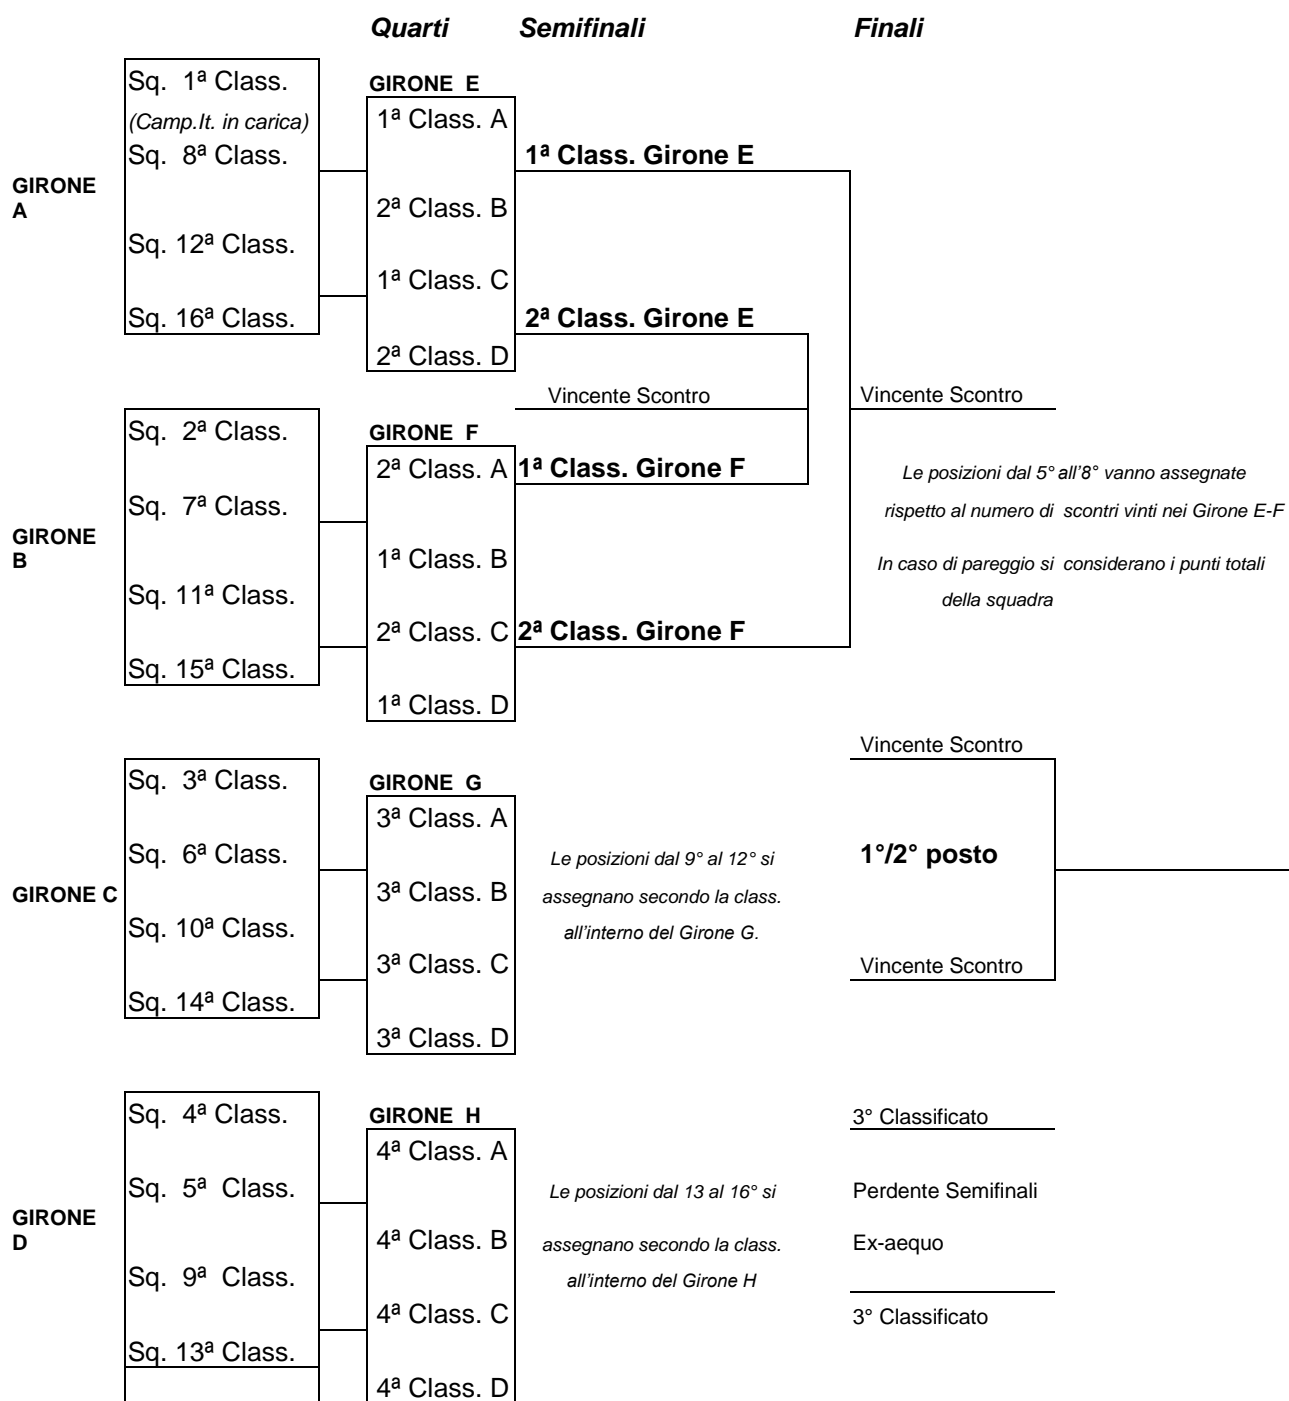 Quarti Semifinali Finali
Sq. 1ª Class.
(Camp.It. in carica)
Sq. 8ª Class.
GIRONE
A
Sq. 12ª Class.
Sq. 16ª Class.
GIRONE E
1ª Class. A
2ª Class. B
1ª Class. C
2ª Class. D
1ª Class. Girone E
2ª Class. Girone E
Vincente Scontro
Vincente Scontro
Sq. 2ª Class.
Sq. 7ª Class.
GIRONE
B
Sq. 11ª Class.
Sq. 15ª Class.
GIRONE F
2ª Class. A
1ª Class. B
2ª Class. C
1ª Class. D
1ª Class. Girone F
2ª Class. Girone F
Le posizioni dal 5° all'8° vanno assegnate
rispetto al numero di scontri vinti nei Girone E-F
In caso di pareggio si considerano i punti totali
della squadra
Sq. 3ª Class.
Sq. 6ª Class.
GIRONE C
Sq. 10ª Class.
Sq. 14ª Class.
GIRONE G
3ª Class. A
3ª Class. B
3ª Class. C
3ª Class. D
Le posizioni dal 9° al 12° si
assegnano secondo la class.
all'interno del Girone G.
Vincente Scontro
1°/2° posto
Vincente Scontro
Sq. 4ª Class.
Sq. 5ª Class.
GIRONE
D
Sq. 9ª Class.
Sq. 13ª Class.
GIRONE H
4ª Class. A
4ª Class. B
4ª Class. C
4ª Class. D
Le posizioni dal 13 al 16° si
assegnano secondo la class.
all'interno del Girone H
3° Classificato
Perdente Semifinali
Ex-aequo
3° Classificato